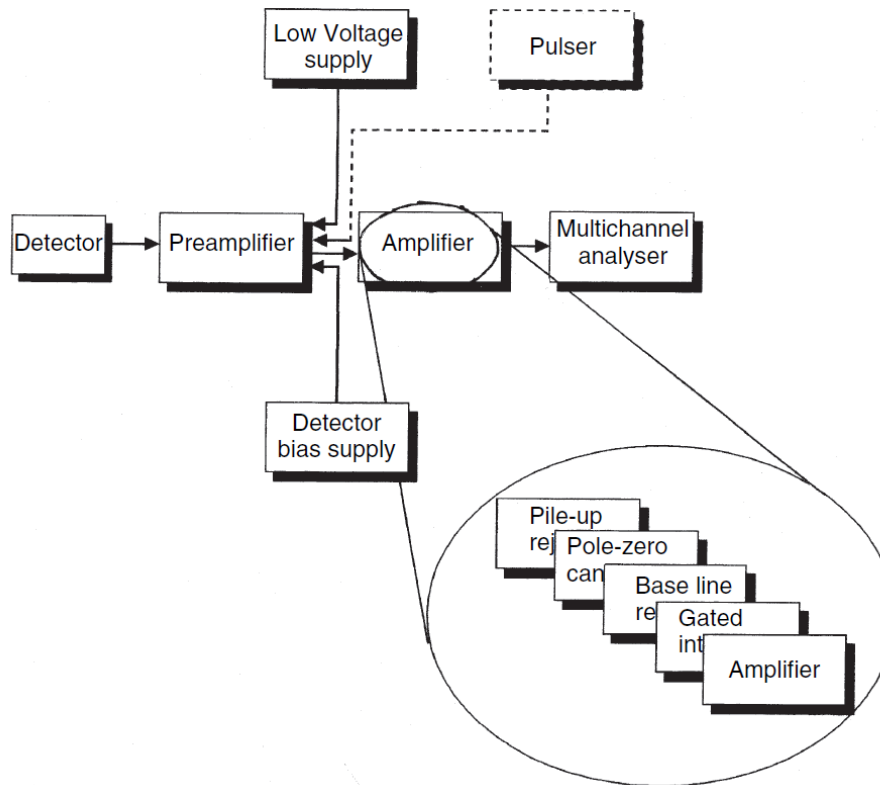 Low Voltage
supply
Pulser
Detector
Preamplifier
Amplifier
Multichannel
analyser
Detector
bias supply
Pile-up
Pole-zero
Base line
Gated
Amplifier